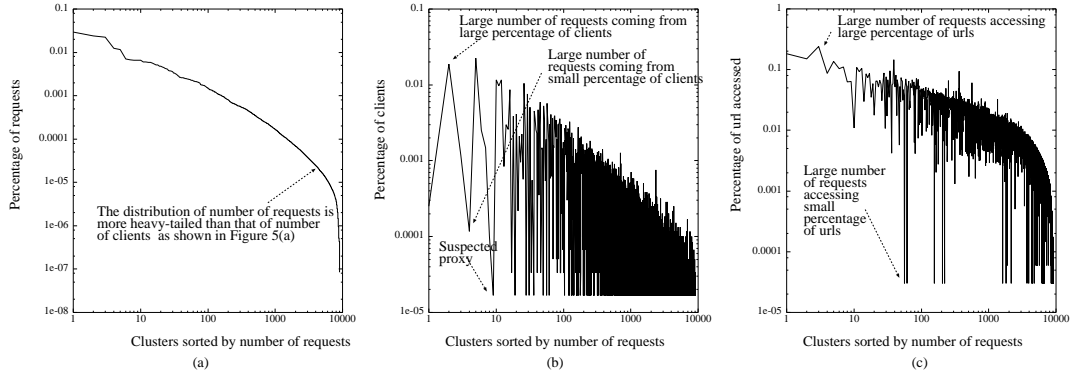 0.1
0.01
0.001
0.0001
1e-05
1e-06
1e-07
1e-08
Percentage of requests
The distribution of number of requests is
more heavy-tailed than that of number
of clients as shown in Figure 5(a)
1
10
100
1000
10000
Clusters sorted by number of requests
(a)
0.1
0.01
0.001
0.0001
1e-05
Percentage of clients
Large number of requests coming from
large percentage of clients
Large number of
requests coming from
small percentage of clients
Suspected
proxy
1
10
100
1000
10000
Clusters sorted by number of requests
(b)
1
0.1
0.01
0.001
0.0001
1e-05
Percentage of url accessed
Large number of requests accessing
large percentage of urls
Large
number
of requests
accessing
small
percentage
of urls
1
10
100
1000
10000
Clusters sorted by number of requests
(c)